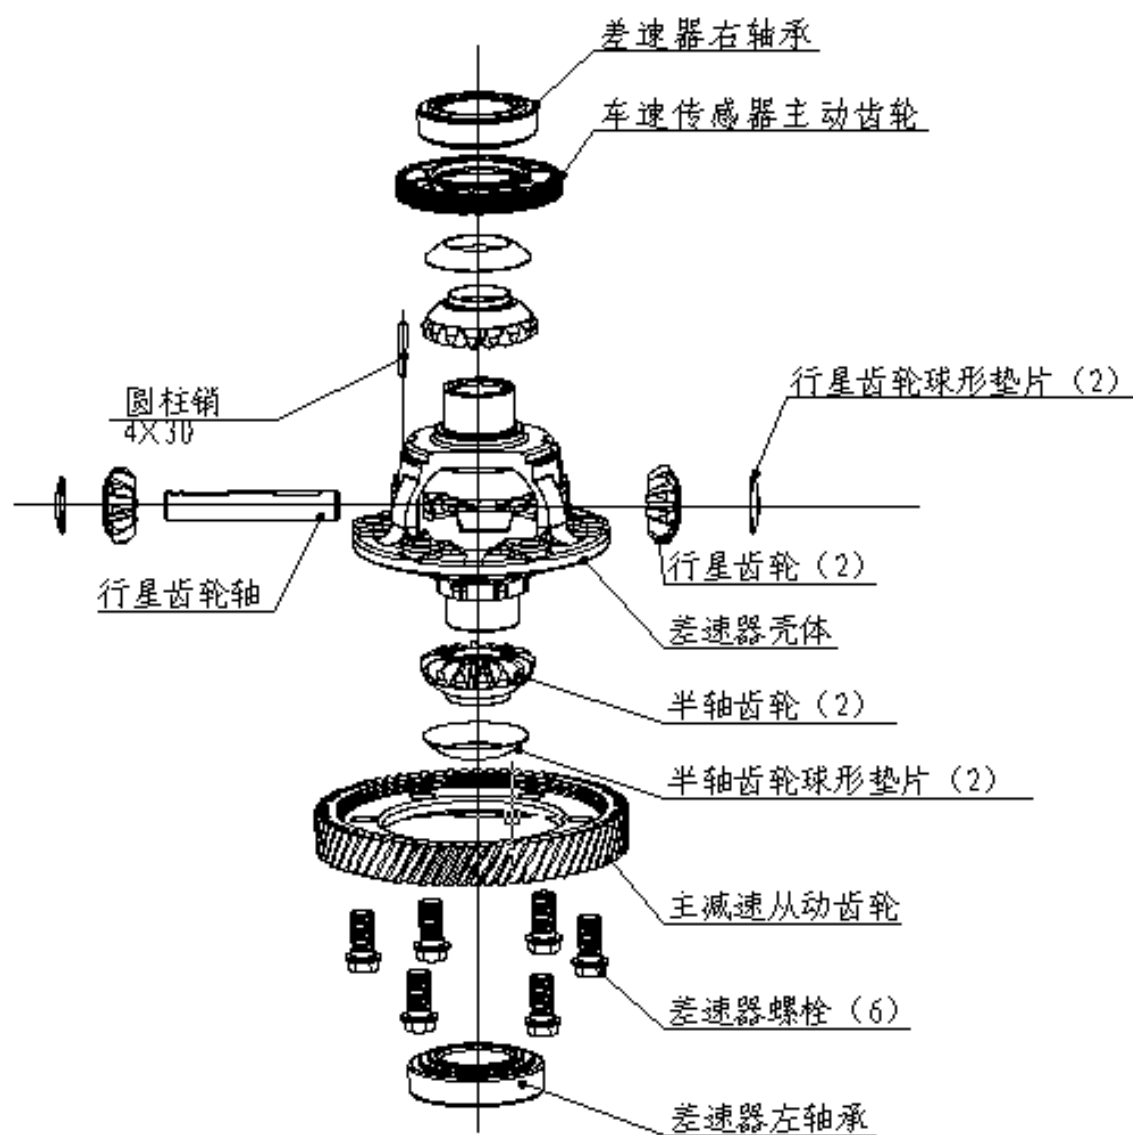 差速器右轴承
车速传感器主动齿轮
行星齿轮球形垫片（2）
圆柱销
4X30
行星齿轮（2）
行星齿轮轴
差速器壳体
半轴齿轮（2）
半轴齿轮球形垫片（2）
主减速从动齿轮
差速器螺栓（6）
差速器左轴承